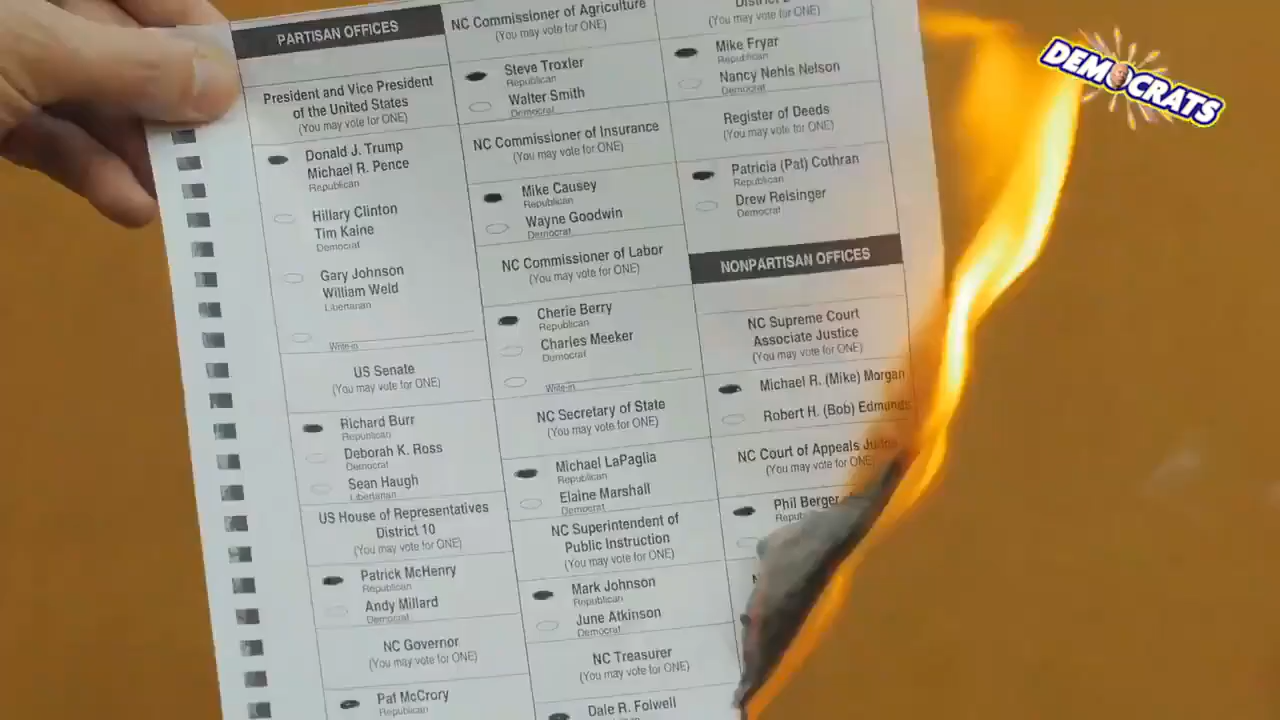 PARTISAN OFFICES
President and Vice President
of the United States
(You may vote for ONE)
Donald J. Trump
Michael R. Pence
Republican
Hillary Clinton
Tim Kaine
Democrat
Gary Johnson
William Weld
Libertarian
Write-in
US Senate
(You may vote for ONE)
Richard Burr
Republican
Deborah K. Ross
Democrat
Sean Haugh
Libertarian
US House of Representatives
District 10
(You may vote for ONE)
Patrick McHenry
Republican
Andy Millard
Democrat
NC Governor
(You may vote for ONE)
Pat McCrory
Republican
NC Commissioner of Agriculture
(You may vote for ONE)
Steve Troxler
Republican
Walter Smith
Democrat
NC Commissioner of Insurance
(You may vote for ONE)
Mike Causey
Republican
Wayne Goodwin
Democrat
NC Commissioner of Labor
(You may vote for ONE)
Cherie Berry
Republican
Charles Meeker
Democrat
Write-in
NC Secretary of State
(You may vote for ONE)
Michael LaPaglia
Republican
Elaine Marshall
Democrat
NC Superintendent of
Public Instruction
(You may vote for ONE)
Mark Johnson
Republican
June Atkinson
Democrat
NC Treasurer
(You may vote for ONE)
Dale R. Folwell
(You may vote for ONE)
Mike Fryar
Republican
Nancy Nehls Nelson
Democrat
Register of Deeds
(You may vote for ONE)
Patricia (Pat) Cothran
Republican
Drew Reisinger
Democrat
NONPARTISAN OFFICES
NC Supreme Court
Associate Justice
(You may vote for ONE)
Michael R. (Mike) Morgan
Robert H. (Bob)
NC Court of Appeals
(You may vote for ONE)
Phil Berger
DEMOCRATS